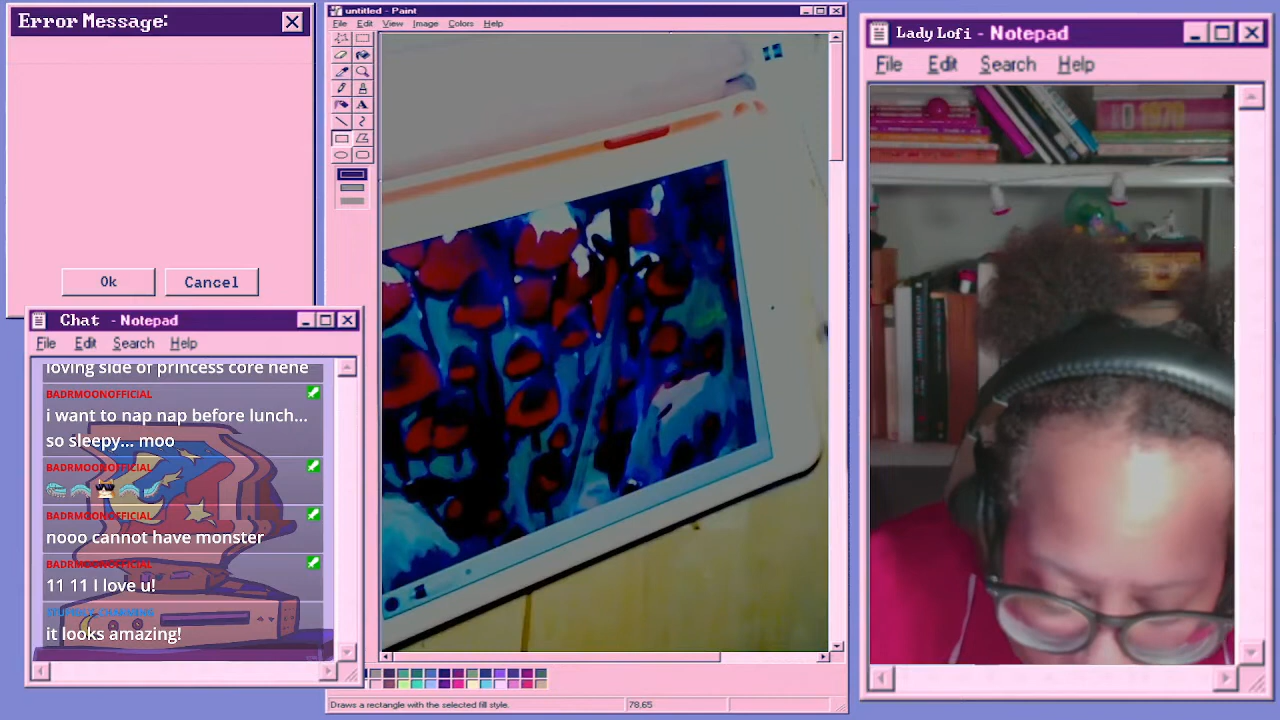 Error Message:
Ok
Cancel
Chat - Notepad
File Edit Search Help
loving side of princess core nene
BADRMOONOFFICIAL
i want to nap nap before lunch...
so sleepy... moo
BADRMOONOFFICIAL
BADRMOONOFFICIAL
nooo cannot have monster
BADRMOONOFFICIAL
11 11 I love u!
it looks amazing!
untitled - Paint
File Edit View Image Colors Help
A
Draws a rectangle with the selected fill style.
78,65
Lady Lofi - Notepad
File Edit Search Help
1970